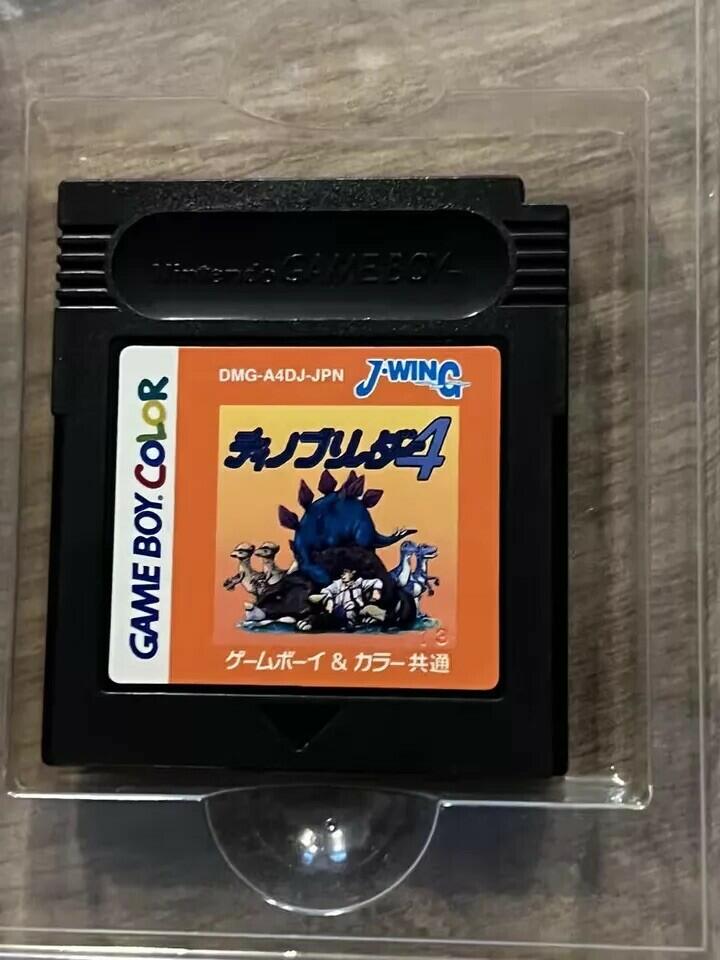 Nintendo GAME BOY
DMG-A4DJ-JPN
J·WING
GAME BOY COLOR
ディノブリーダー4
13
ゲームボーイ & カラー 共通